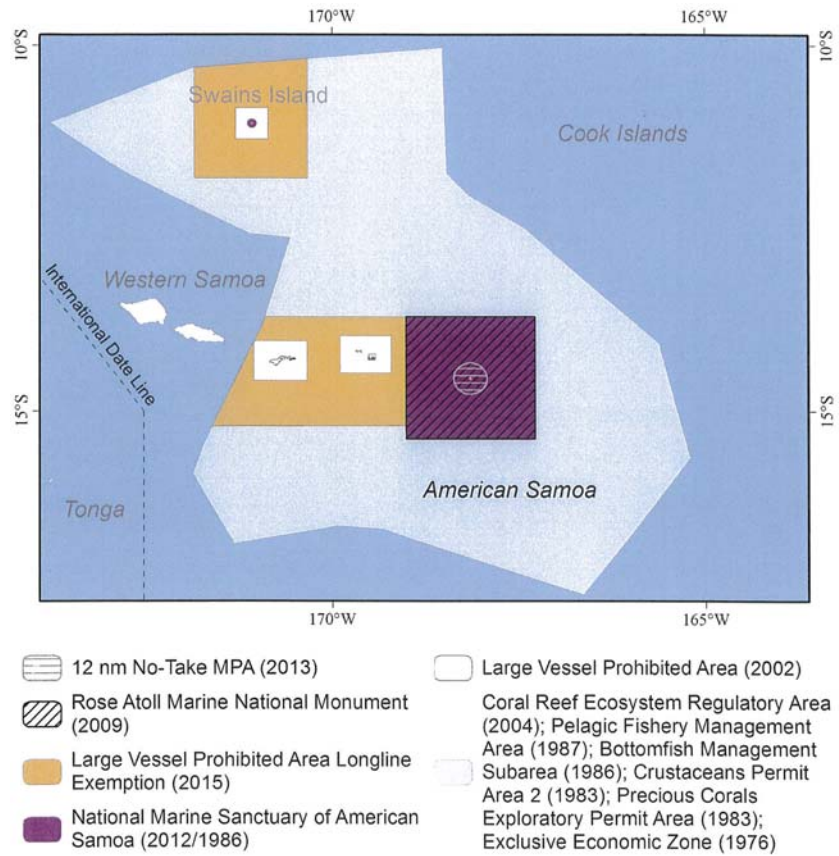 170°W
165°W
10°S
10°S
Swains Island
Cook Islands
Western Samoa
International Date Line
15°S
15°S
American Samoa
Tonga
170°W
165°W
12 nm No-Take MPA (2013)
Rose Atoll Marine National Monument
(2009)
Large Vessel Prohibited Area Longline
Exemption (2015)
National Marine Sanctuary of American
Samoa (2012/1986)
Large Vessel Prohibited Area (2002)
Coral Reef Ecosystem Regulatory Area
(2004); Pelagic Fishery Management
Area (1987); Bottomfish Management
Subarea (1986); Crustaceans Permit
Area 2 (1983); Precious Corals
Exploratory Permit Area (1983);
Exclusive Economic Zone (1976)